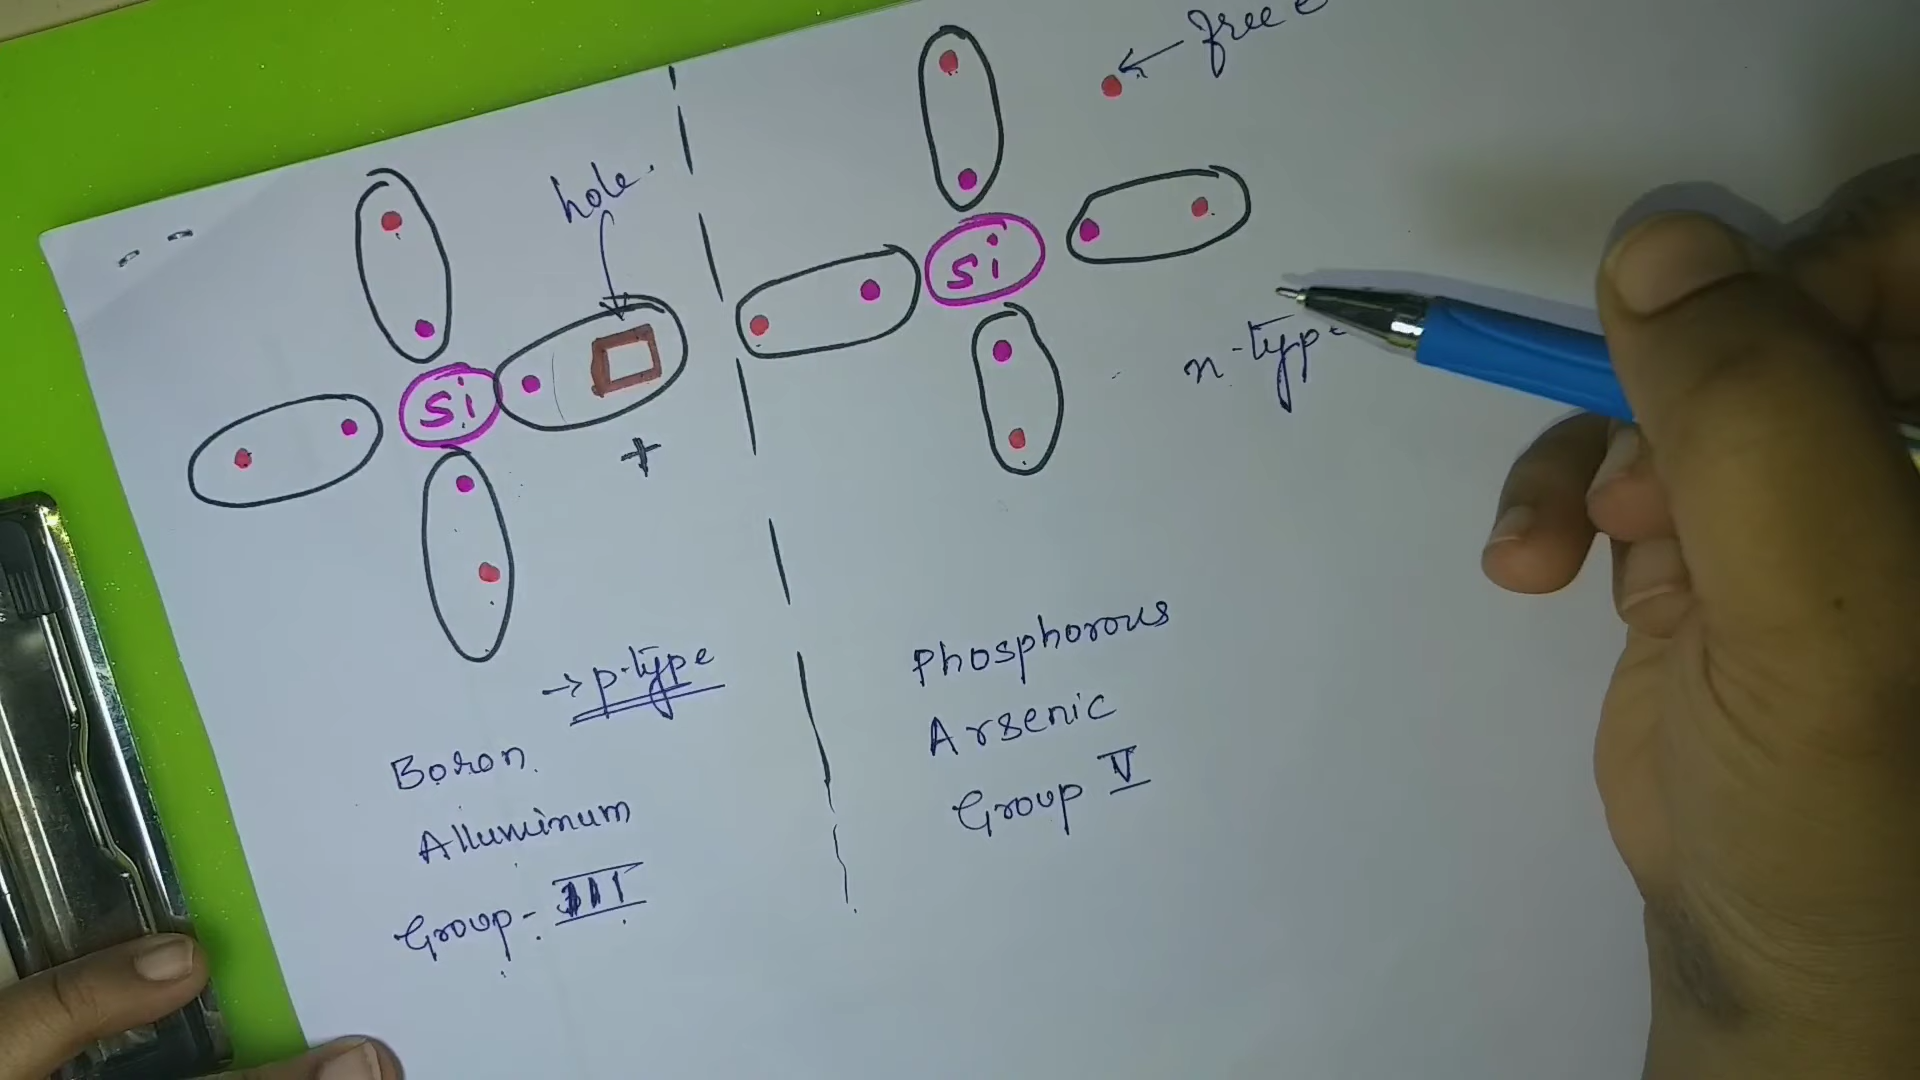 hole.
Si
+
→ p-type
Boron.
Alluminum
Group - III
free e
Si
n-type
Phosphorous
Arsenic
Group V